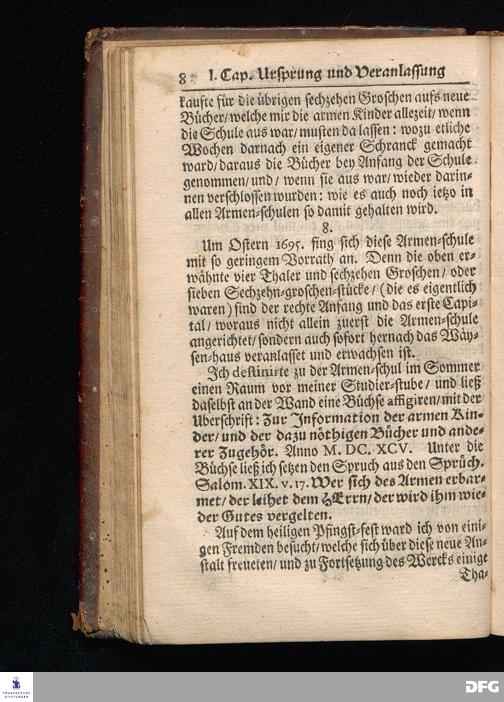 8 I. Cap. Ursprung und Veranlassung
kaufte für die übrigen sechzehen Groschen aufs neue
Bücher/ welche mir die armen Kinder allezeit/ wenn
die Schule aus war/ musten da lassen: wozu etliche
Wochen darnach ein eigener Schranck gemacht
ward/ daraus die Bücher bey Anfang der Schule
genommen/ und/ wenn sie aus war/ wieder darin-
nen verschlossen wurden: wie es auch noch ietzo in
allen Armen-schulen so damit gehalten wird.
8.
Um Ostern 1695. fing sich diese Armen-schule
mit so geringem Vorrath an. Denn die oben er-
wähnte vier Thaler und sechzehen Groschen/ oder
sieben Sechzehn-groschen-stücke/ (die es eigentlich
waren) sind der rechte Anfang und das erste Capi-
tal/ woraus nicht allein zuerst die Armen-schule
angerichtet/ sondern auch sofort hernach das Wäy-
sen-haus veranlasset und erwachsen ist.
Ich destinirte zu der Armen-schul im Sommer
einen Raum vor meiner Studier-stube/ und ließ
daselbst an der Wand eine Büchse affigiren/ mit der
Uberschrift: Zur Information der armen Kin-
der/ und der dazu nöthigen Bücher und ande-
rer Zugehör. Anno M. DC. XCV. Unter die
Büchse ließ ich setzen den Spruch aus den Sprüch.
Salom. XIX. v. 17. Wer sich des Armen erbar-
met/ der leihet dem HErrn/ der wird ihm wie-
der Gutes vergelten.
Auf dem heiligen Pfingst-fest ward ich von eini-
gen Fremden besucht/ welche sich über diese neue An-
stalt freueten/ und zu Fortsetzung des Wercks einige
Tha-
FRANCKESCHE
STIFTUNGEN
DFG